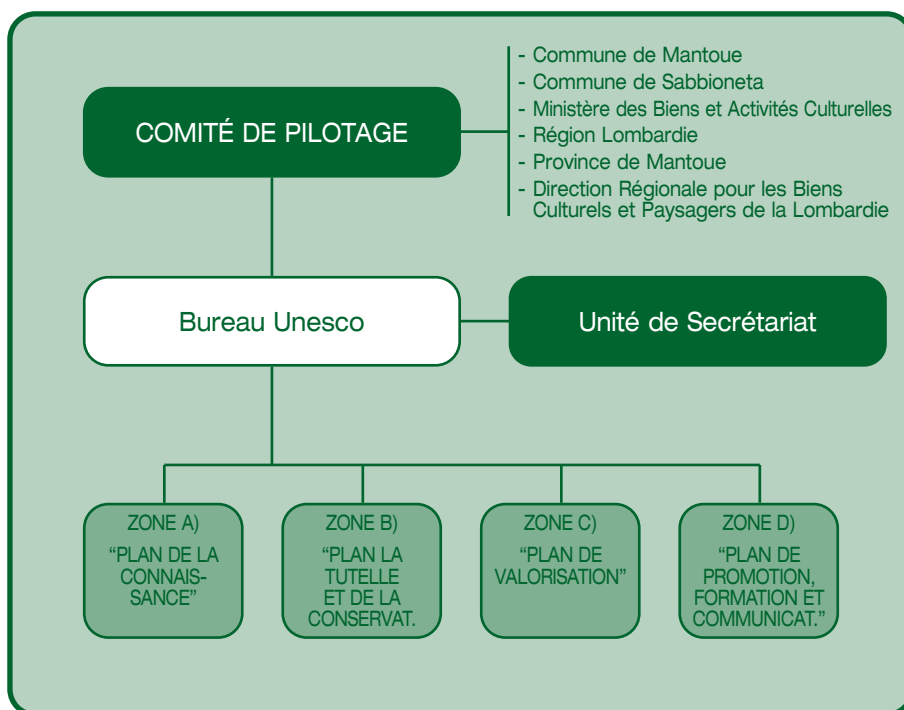 COMITÉ DE PILOTAGE
- Commune de Mantoue
- Commune de Sabbioneta
- Ministère des Biens et Activités Culturelles
- Région Lombardie
- Province de Mantoue
- Direction Régionale pour les Biens
Culturels et Paysagers de la Lombardie
Bureau Unesco
Unité de Secrétariat
ZONE A)
“PLAN DE LA
CONNAIS-
SANCE”
ZONE B)
“PLAN LA
TUTELLE
ET DE LA
CONSERVAT.
ZONE C)
“PLAN DE
VALORISATION”
ZONE D)
“PLAN DE
PROMOTION,
FORMATION ET
COMMUNICAT.”